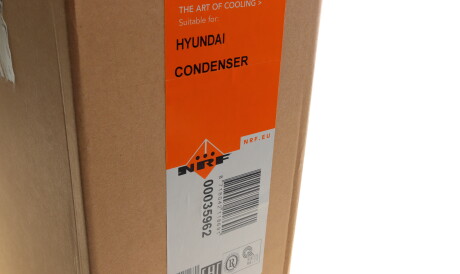 THE ART OF COOLING >
Suitable for:
HYUNDAI
CONDENSER
NRF.EU
NRF
00035962